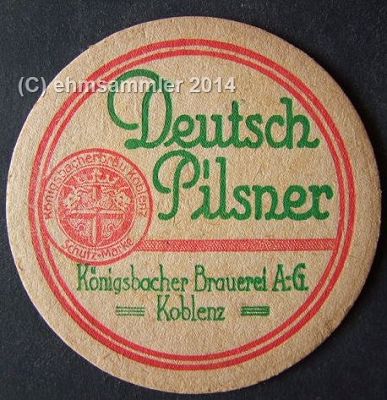 (C) ehmsammler 2014
Deutsch
Pilsner
Königsbacherbräu Koblenz
Schutz-Marke
Königsbacher Brauerei A.-G.
Koblenz